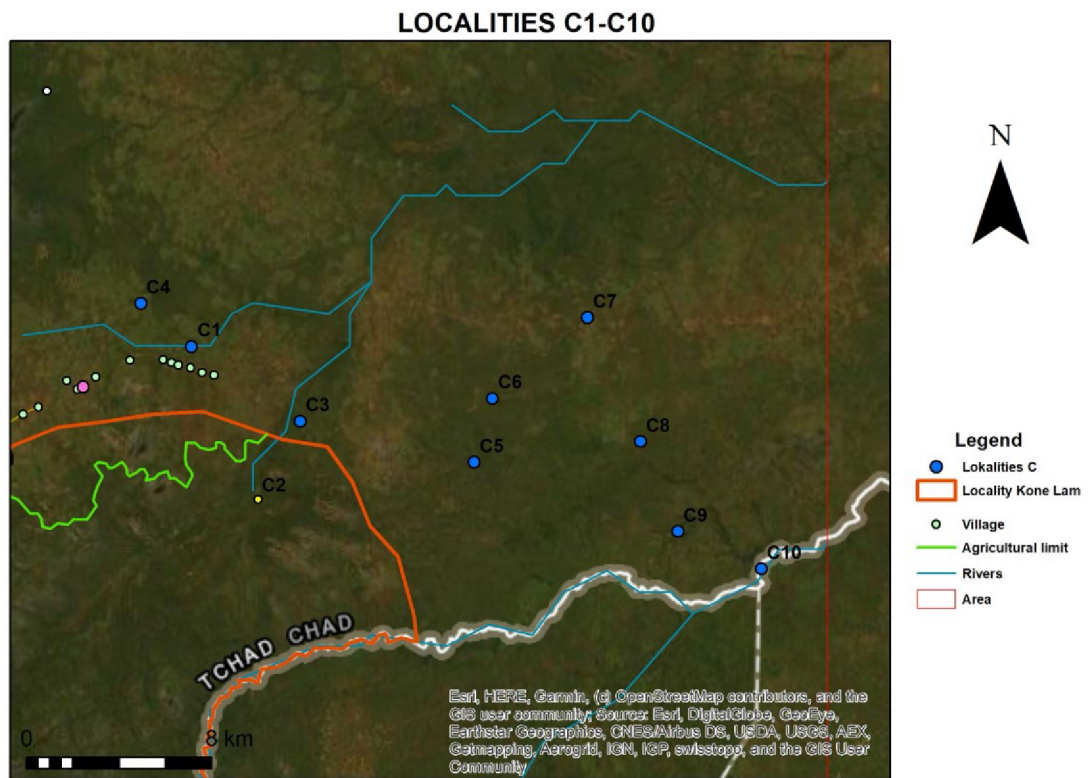 LOCALITIES C1-C10
N
C4
C7
C1
C6
C3
C8
C5
C2
C9
C10
TCHAD CHAD
Legend
Lokalities C
Locality Kone Lam
Village
Agricultural limit
Rivers
Area
Esri, HERE, Garmin, (c) OpenStreetMap contributors, and the
GIS user community, Source: Esri, DigitalGlobe, GeoEye,
Earthstar Geographics, CNES/Airbus DS, USDA, USGS, AEX,
Getmapping, Aerogrid, IGN, IGP, swisstopo, and the GIS User
Community
0 8 km